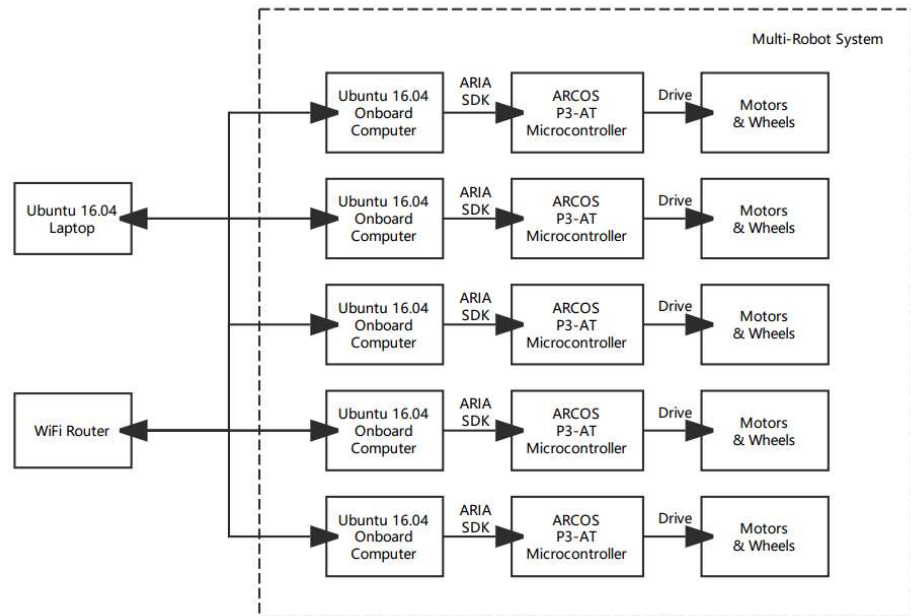 Multi-Robot System
Ubuntu 16.04
Onboard
Computer
ARIA
SDK
ARCOS
P3-AT
Microcontroller
Drive
Motors
& Wheels
Ubuntu 16.04
Laptop
Ubuntu 16.04
Onboard
Computer
ARIA
SDK
ARCOS
P3-AT
Microcontroller
Drive
Motors
& Wheels
Ubuntu 16.04
Onboard
Computer
ARIA
SDK
ARCOS
P3-AT
Microcontroller
Drive
Motors
& Wheels
WiFi Router
Ubuntu 16.04
Onboard
Computer
ARIA
SDK
ARCOS
P3-AT
Microcontroller
Drive
Motors
& Wheels
Ubuntu 16.04
Onboard
Computer
ARIA
SDK
ARCOS
P3-AT
Microcontroller
Drive
Motors
& Wheels